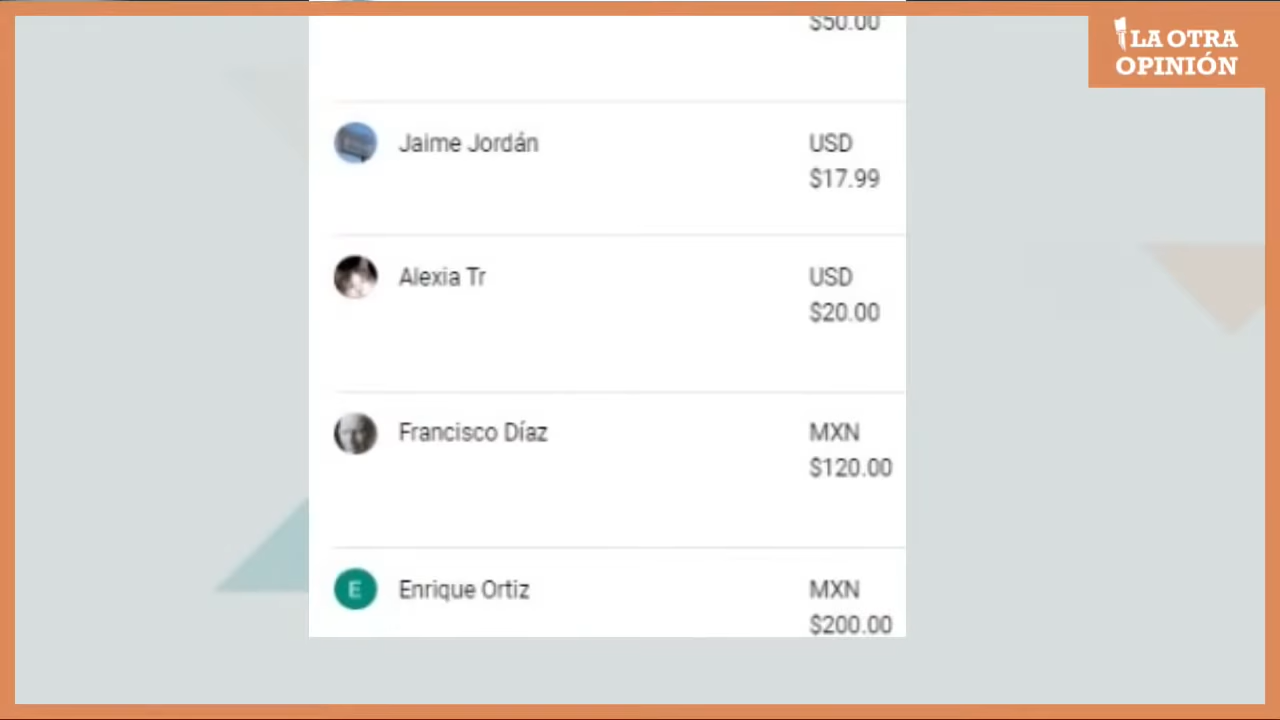 LA OTRA
OPINIÓN
$50.00
Jaime Jordán
USD
$17.99
Alexia Tr
USD
$20.00
Francisco Díaz
MXN
$120.00
E
Enrique Ortiz
MXN
$200.00